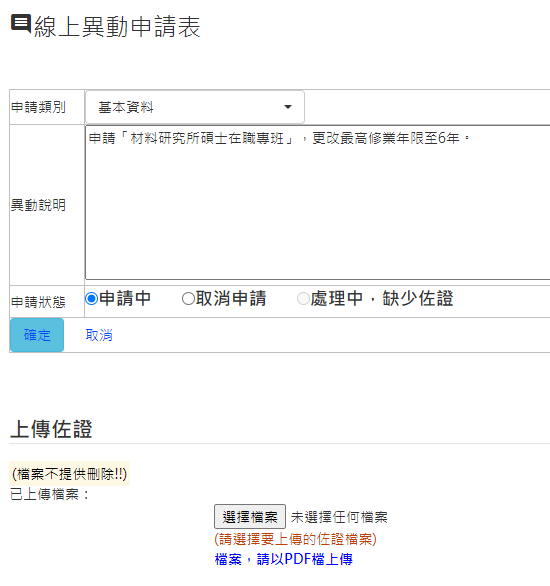 線上異動申請表
申請類別 基本資料
異動說明 申請「材料研究所碩士在職專班」，更改最高修業年限至6年。
申請狀態 申請中 取消申請 處理中，缺少佐證
確定 取消
上傳佐證
(檔案不提供刪除!!)
已上傳檔案：
選擇檔案 未選擇任何檔案
(請選擇要上傳的佐證檔案)
檔案，請以PDF檔上傳